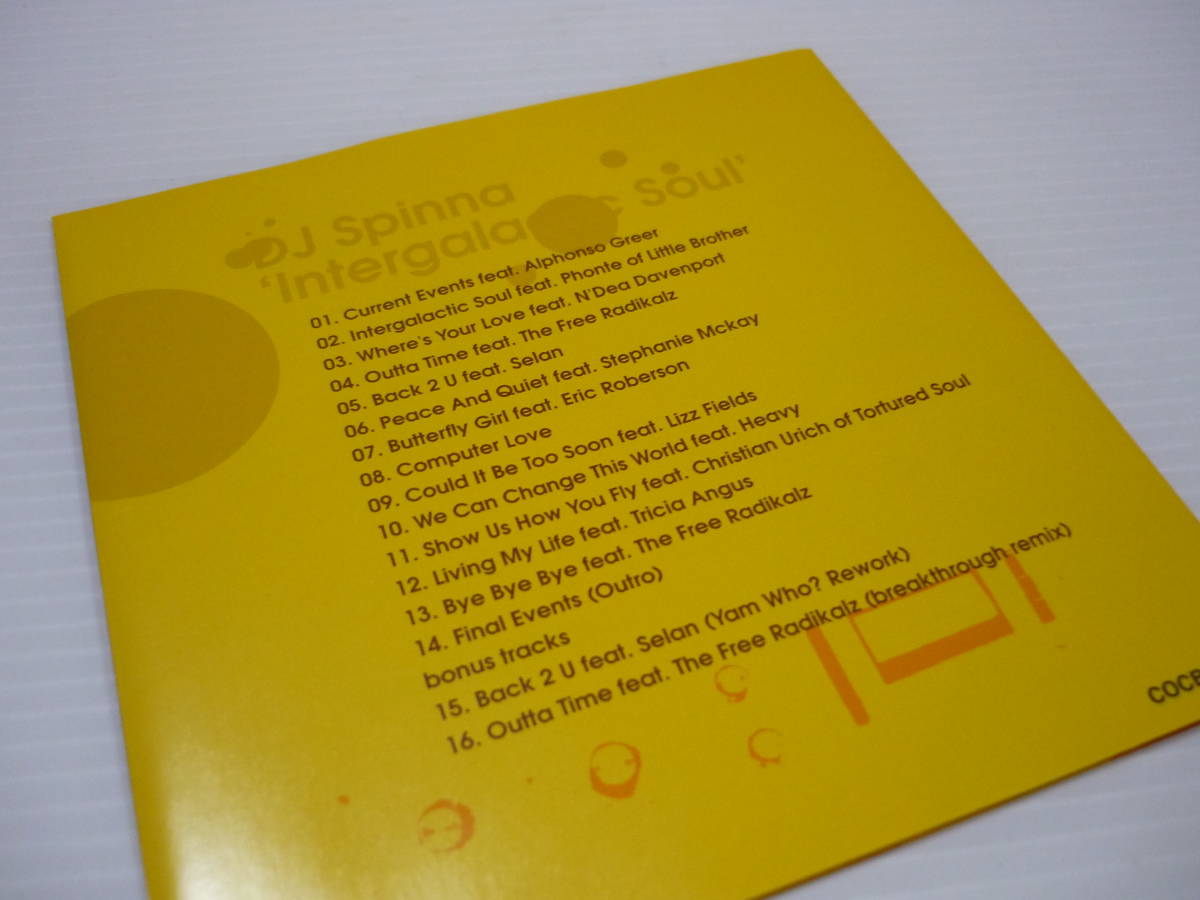 DJ Spinna
'Intergalactic Soul'
01. Current Events feat. Alphonso Greer
02. Intergalactic Soul feat. Phonte of Little Brother
03. Where's Your Love feat. N'Dea Davenport
04. Outta Time feat. The Free Radikalz
05. Back 2 U feat. Selan
06. Peace And Quiet feat. Stephanie Mckay
07. Butterfly Girl feat. Eric Roberson
08. Computer Love
09. Could It Be Too Soon feat. Lizz Fields
10. We Can Change This World feat. Heavy
11. Show Us How You Fly feat. Christian Urich of Tortured Soul
12. Living My Life feat. Tricia Angus
13. Bye Bye Bye feat. The Free Radikalz
14. Final Events (Outro)
bonus tracks
15. Back 2 U feat. Selan (Yam Who? Rework)
16. Outta Time feat. The Free Radikalz (breakthrough remix)